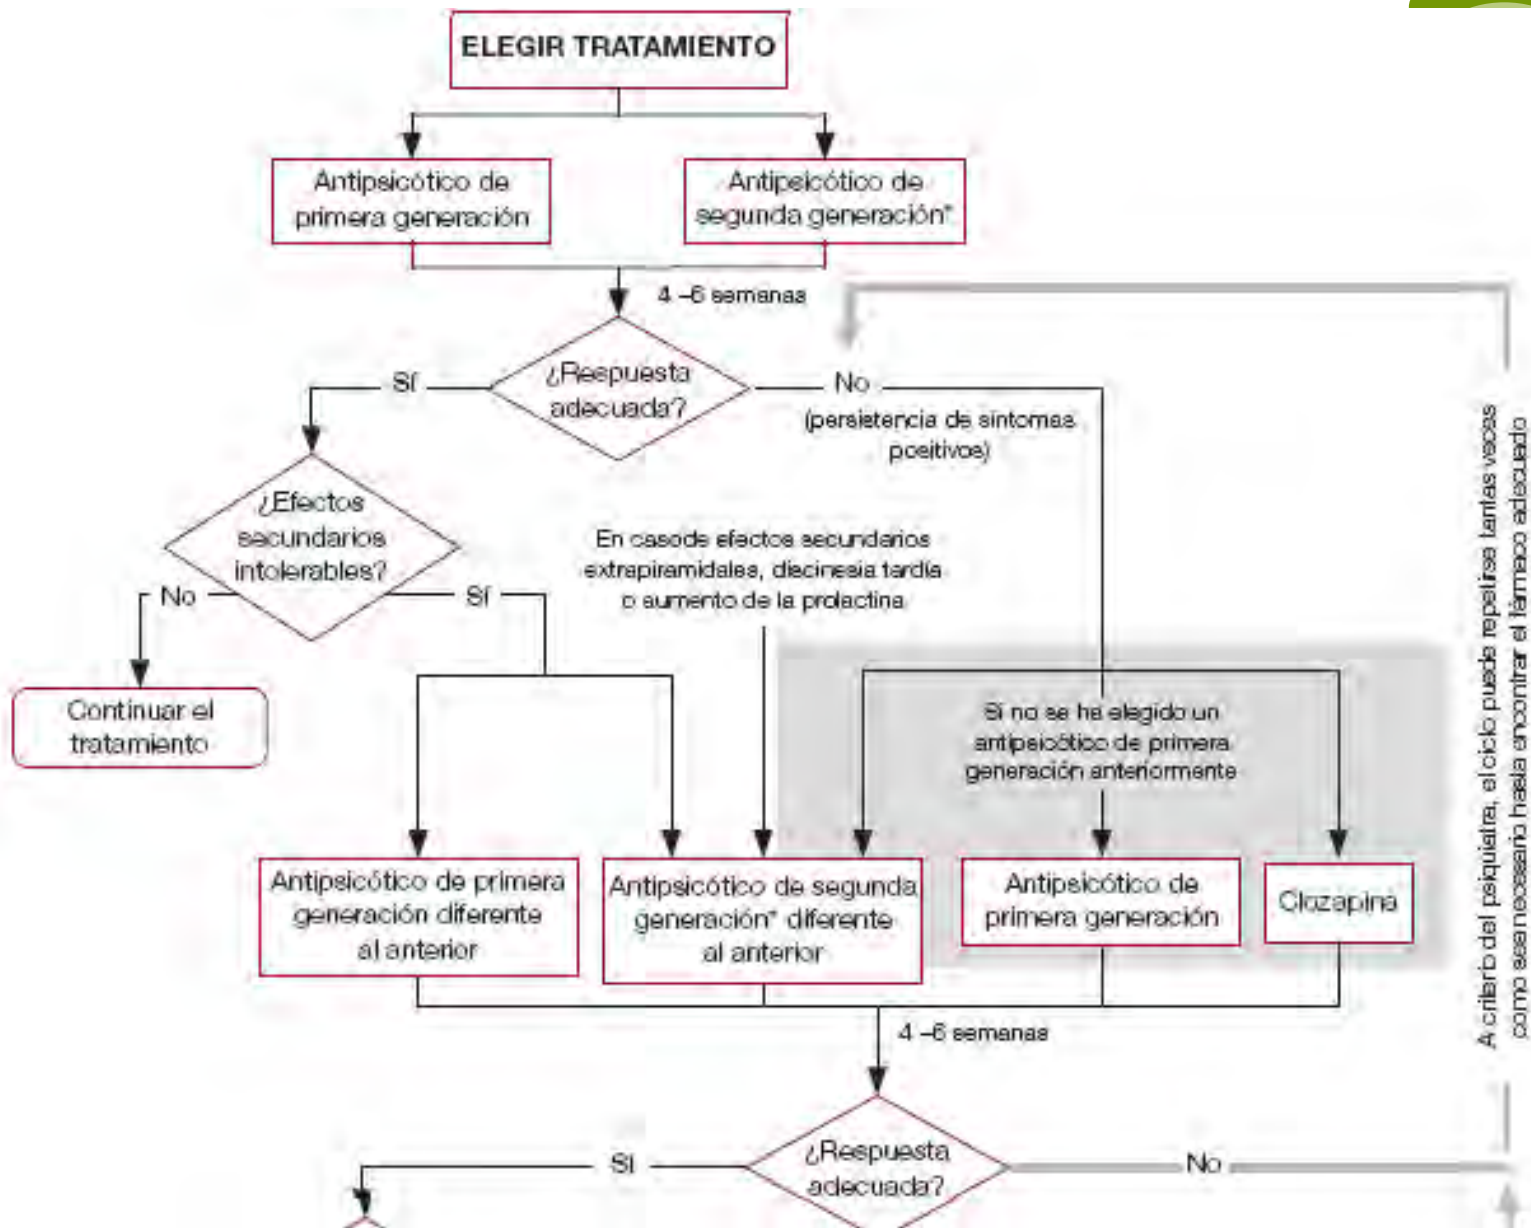 ELEGIR TRATAMIENTO
Antipsicótico de
primera generación
Antipsicótico de
segunda generación*
4 –6 semanas
¿Respuesta
adecuada?
Sí
No
(persistencia de síntomas
positivos)
¿Efectos
secundarios
intolerables?
No
Sí
En casode efectos secundarios
extrapiramidales, discinesia tardía
o aumento de la prolactina
Continuar el
tratamiento
Si no se ha elegido un
antipsicótico de primera
generación anteriormente
Antipsicótico de primera
generación diferente
al anterior
Antipsicótico de segunda
generación* diferente
al anterior
Antipsicótico de
primera generación
Clozapina
A criterio del psiquiatra, el ciclo puede repetirse tantas veces
como sea necesario hasta encontrar el fármaco adecuado
4 –6 semanas
¿Respuesta
adecuada?
Sí
No